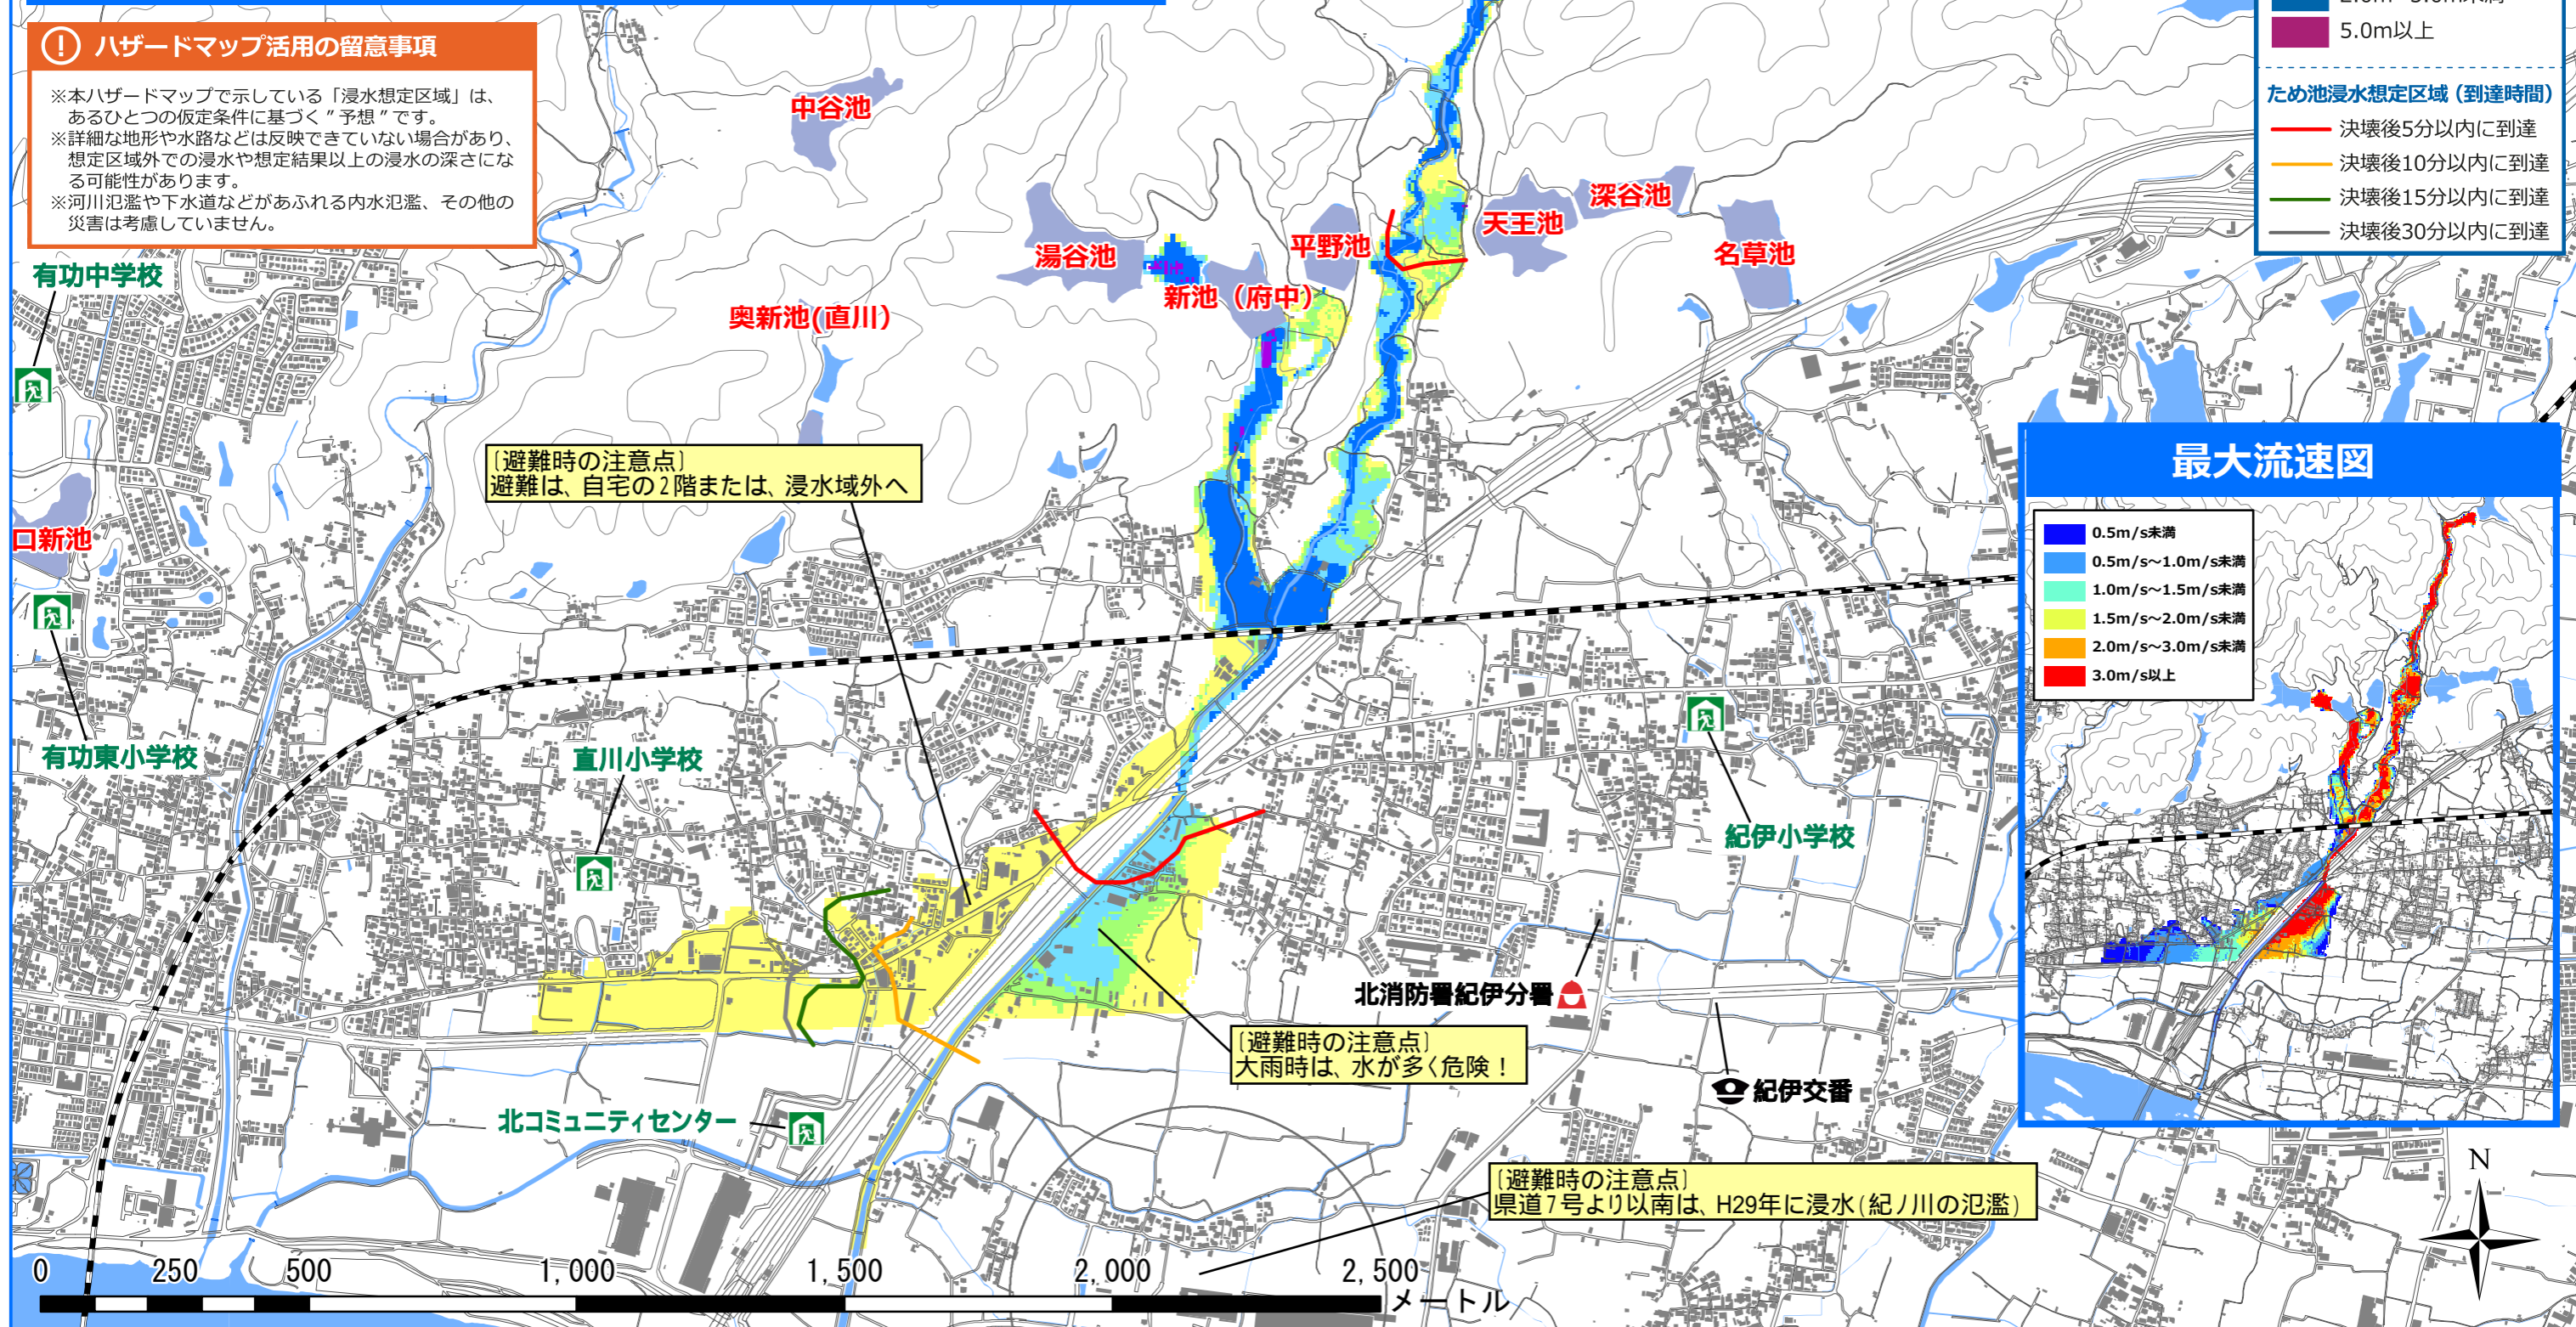 ハザードマップ活用の留意事項
※本ハザードマップで示している「浸水想定区域」は、
あるひとつの仮定条件に基づく"予想"です。
※詳細な地形や水路などは反映できていない場合があり、
想定区域外での浸水や想定結果以上の浸水の深さにな
る可能性があります。
※河川氾濫や下水道などがあふれる内水氾濫、その他の
災害は考慮していません。
5.0m以上
ため池浸水想定区域（到達時間）
決壊後5分以内に到達
決壊後10分以内に到達
決壊後15分以内に到達
決壊後30分以内に到達
中谷池
湯谷池
新池（府中）
平野池
天王池
深谷池
名草池
奥新池(直川)
有功中学校
口新池
有功東小学校
直川小学校
紀伊小学校
[避難時の注意点]
避難は、自宅の2階または、浸水域外へ
最大流速図
0.5m/s未満
0.5m/s～1.0m/s未満
1.0m/s～1.5m/s未満
1.5m/s～2.0m/s未満
2.0m/s～3.0m/s未満
3.0m/s以上
北消防署紀伊分署
[避難時の注意点]
大雨時は、水が多く危険！
紀伊交番
北コミュニティセンター
[避難時の注意点]
県道7号より以南は、H29年に浸水(紀ノ川の氾濫)
N
0 250 500 1,000 1,500 2,000 2,500
メートル